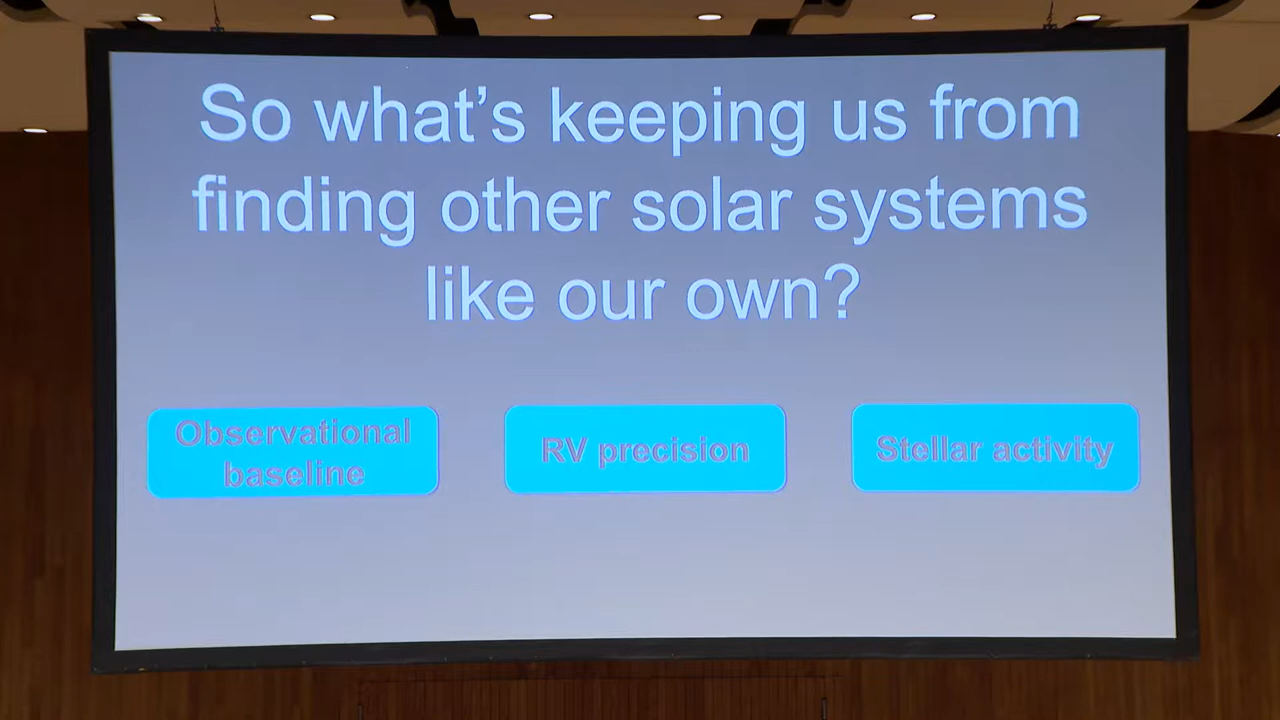 So what’s keeping us from
finding other solar systems
like our own?
Observational
baseline
RV precision
Stellar activity